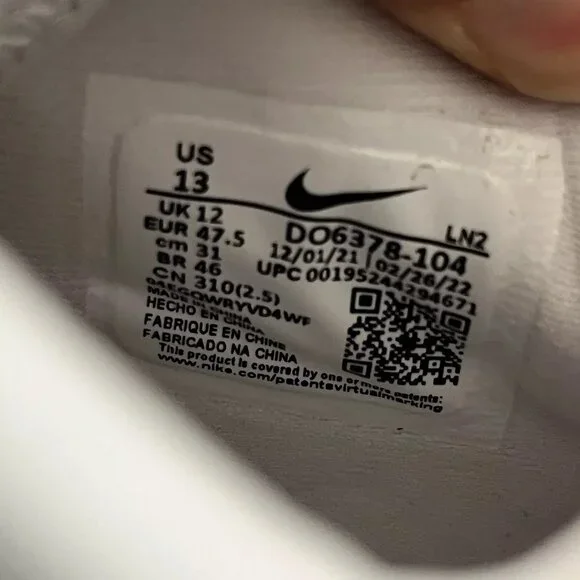 US
13
UK 12
EUR 47.5
cm 31
BR 46
CN 310(2.5)
LN2
DO6378-104
12/01/21 02/26/22
UPC 00195244294671
HECHO EN CHINA
FABRIQUE EN CHINE
FABRICADO NA CHINA
This product is covered by one or more patents:
www.nike.com/patentsvirtualmarking